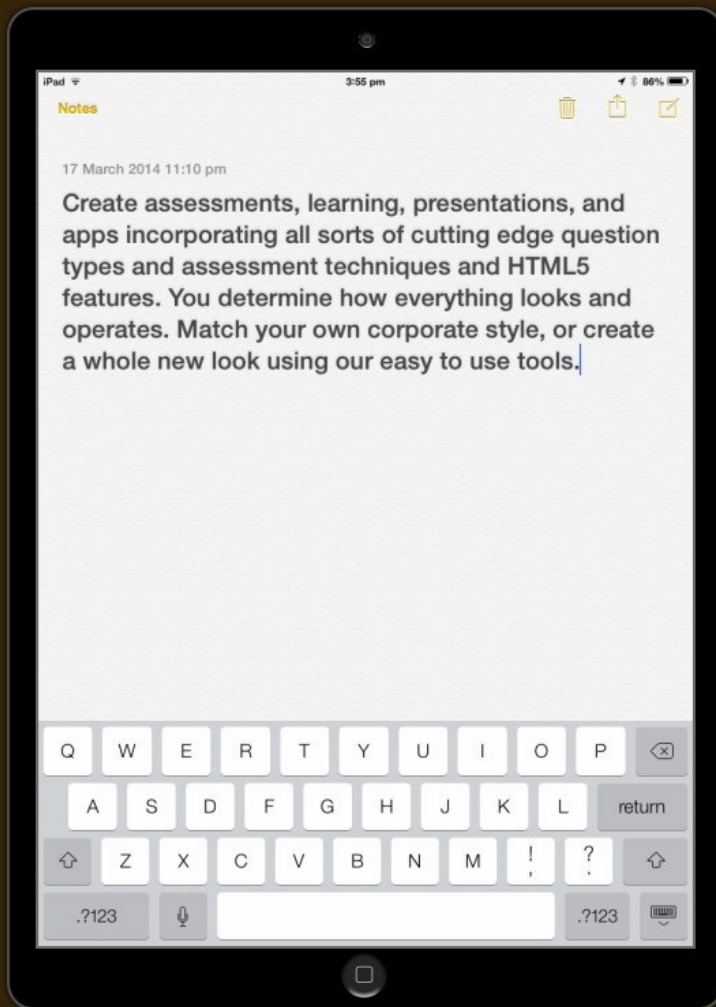 iPad 3:55 pm 86%
Notes
17 March 2014 11:10 pm
Create assessments, learning, presentations, and
apps incorporating all sorts of cutting edge question
types and assessment techniques and HTML5
features. You determine how everything looks and
operates. Match your own corporate style, or create
a whole new look using our easy to use tools.
Q W E R T Y U I O P
A S D F G H J K L return
Z X C V B N M ! , ? .
.?123 .?123